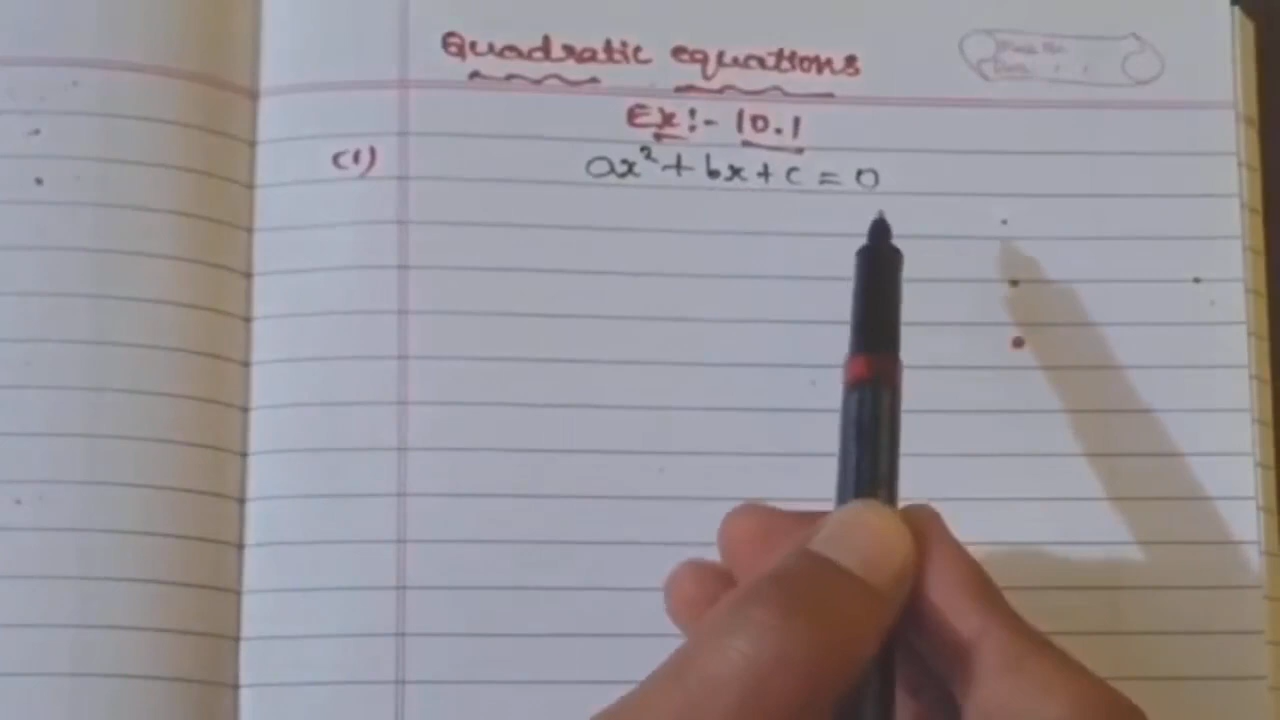 Quadratic equations
Ex:- 10.1
(1) ax² + bx + c = 0